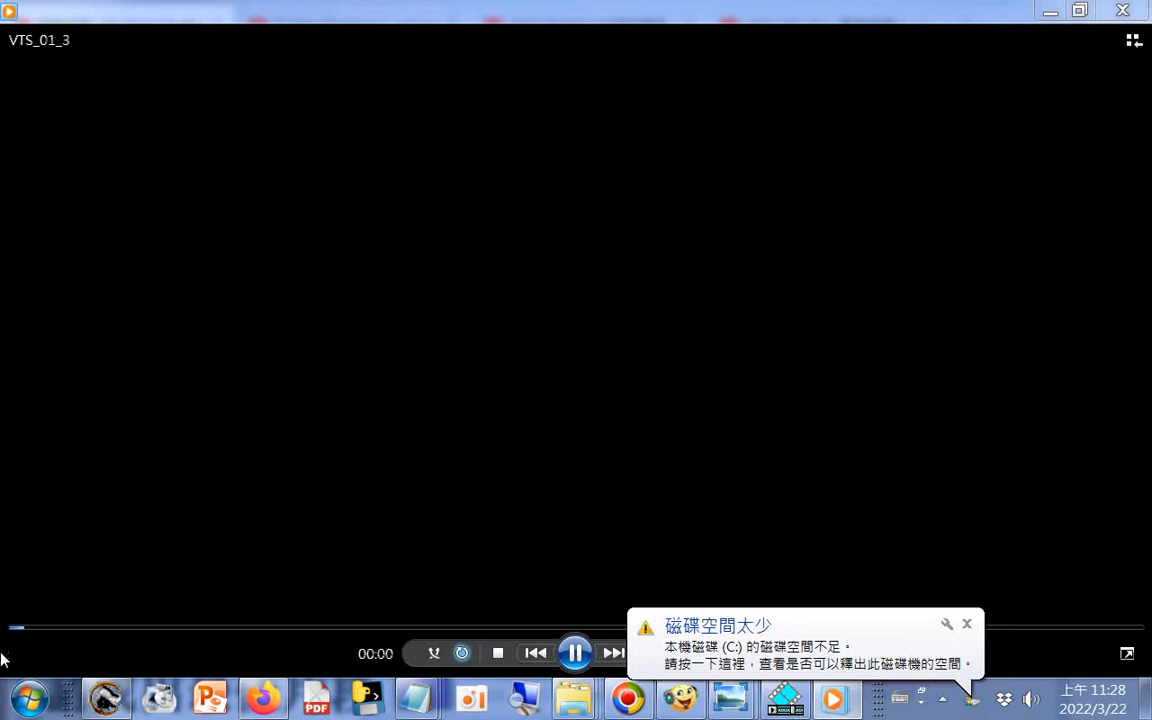 VTS_01_3
磁碟空間太少
本機磁碟 (C:) 的磁碟空間不足。
請按一下這裡，查看是否可以釋出此磁碟機的空間。
00:00
PDF
上午 11:28
2022/3/22